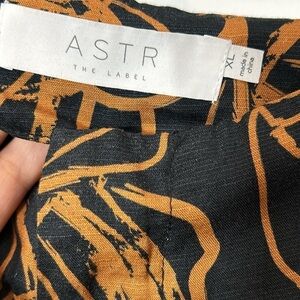 ASTR
THE LABEL
XL
made in
china